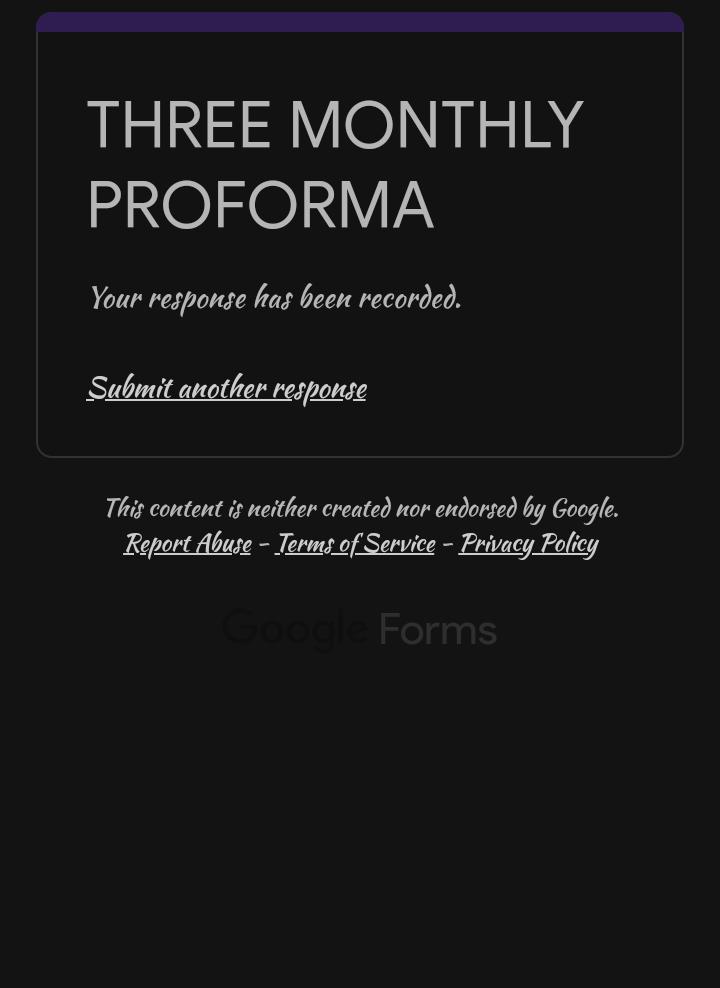 THREE MONTHLY
PROFORMA
Your response has been recorded.
Submit another response
This content is neither created nor endorsed by Google.
Report Abuse - Terms of Service - Privacy Policy
Google Forms